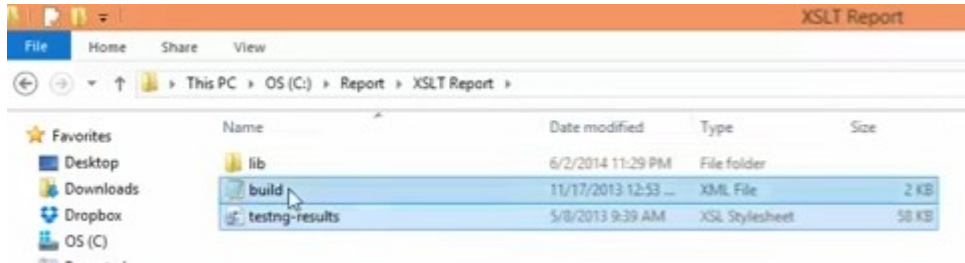 XSLT Report
File Home Share View
This PC OS (C:) Report XSLT Report
Favorites
Desktop
Downloads
Dropbox
OS (C)
Name Date modified Type Size
lib 6/2/2014 11:29 PM File folder
build 11/17/2013 12:53 ... XML File 2 KB
testng-results 5/8/2013 9:39 AM XSL Stylesheet 58 KB